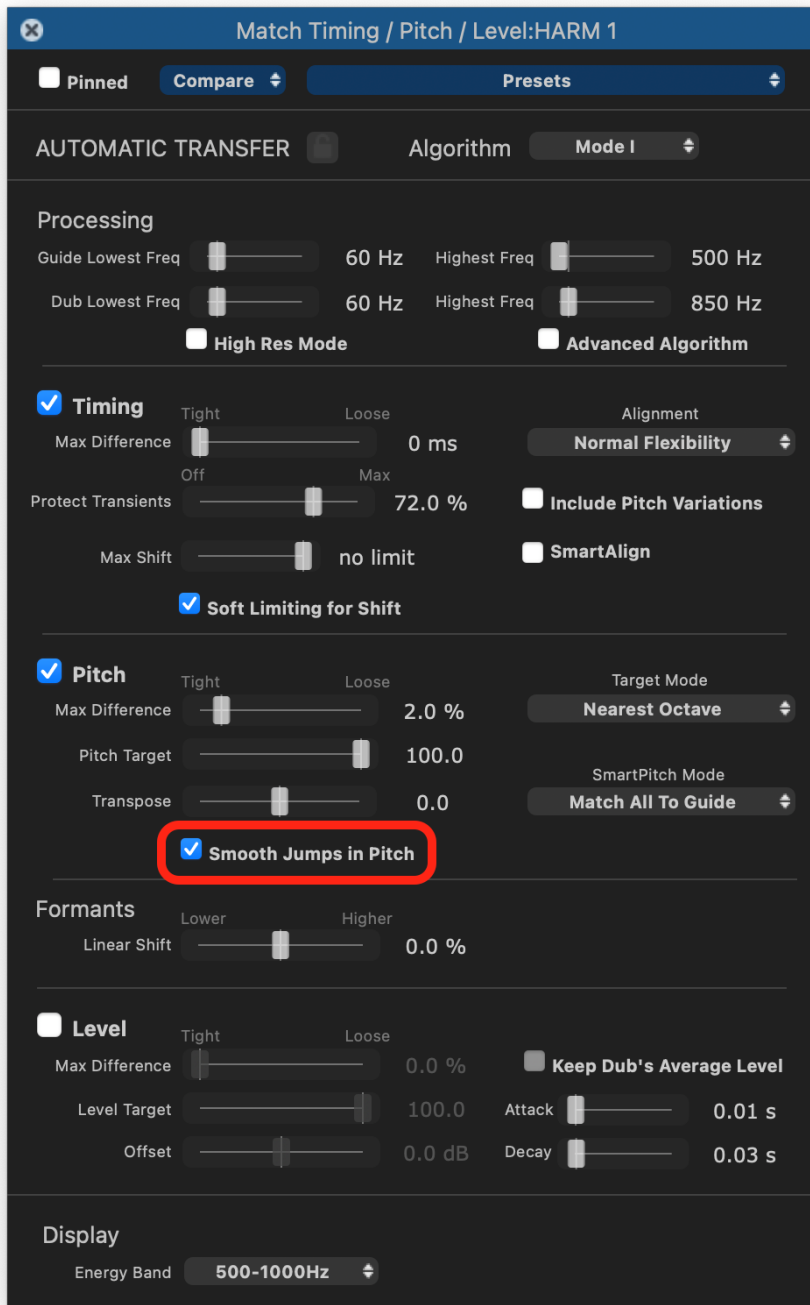 Match Timing / Pitch / Level:HARM 1
Pinned Compare Presets
AUTOMATIC TRANSFER Algorithm Mode I
Processing
Guide Lowest Freq 60 Hz Highest Freq 500 Hz
Dub Lowest Freq 60 Hz Highest Freq 850 Hz
High Res Mode Advanced Algorithm
Timing Tight Loose Alignment
Max Difference 0 ms Normal Flexibility
Off Max
Protect Transients 72.0 % Include Pitch Variations
Max Shift no limit SmartAlign
Soft Limiting for Shift
Pitch Tight Loose Target Mode
Max Difference 2.0 % Nearest Octave
Pitch Target 100.0
SmartPitch Mode
Transpose 0.0 Match All To Guide
Smooth Jumps in Pitch
Formants Lower Higher
Linear Shift 0.0 %
Level Tight Loose
Max Difference 0.0 % Keep Dub's Average Level
Level Target 100.0 Attack 0.01 s
Offset 0.0 dB Decay 0.03 s
Display
Energy Band 500-1000Hz